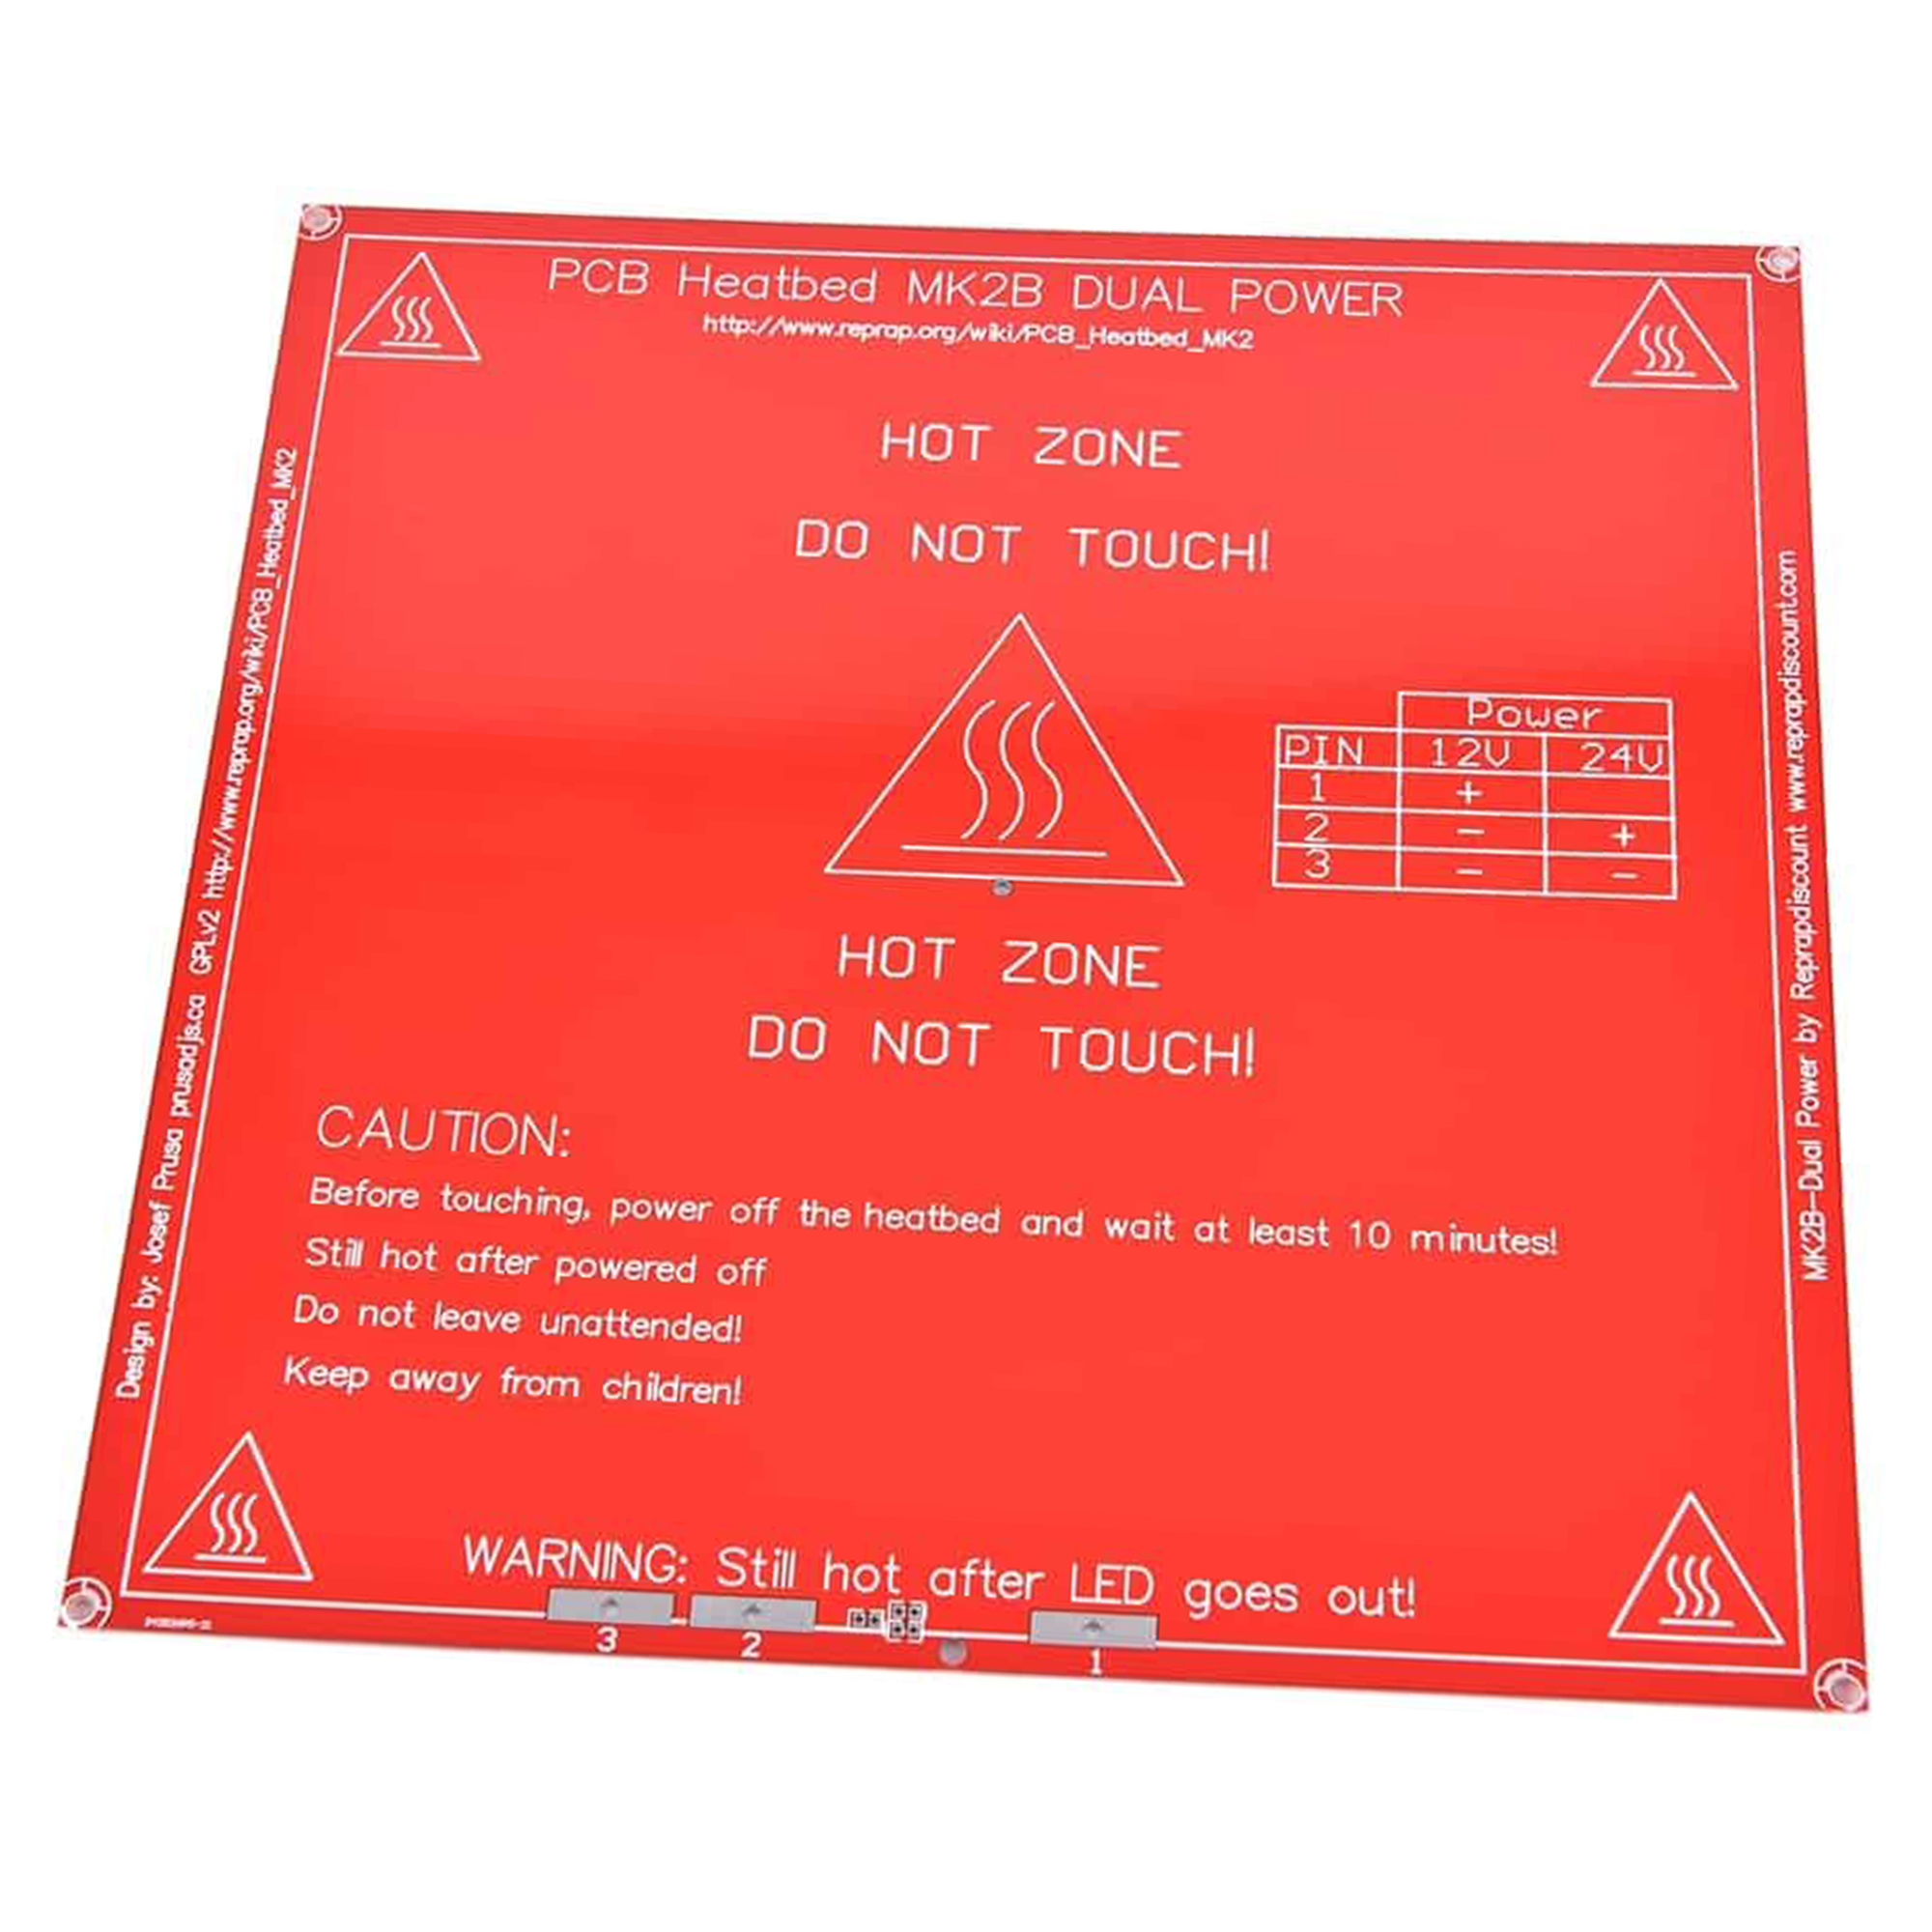 PCB Heatbed MK2B DUAL POWER
http://www.reprap.org/wiki/PCB_Heatbed_MK2
HOT ZONE
DO NOT TOUCH!
Power
PIN 12V 24V
1 +
2 - +
3 - -
HOT ZONE
DO NOT TOUCH!
CAUTION:
Before touching, power off the heatbed and wait at least 10 minutes!
Still hot after powered off
Do not leave unattended!
Keep away from children!
WARNING: Still hot after LED goes out!
3 2 1
Design by: Josef Prusa prusadjs.ca GPLv2 http://www.reprap.org/wiki/PCB_Heatbed_MK2
MK2B-Dual Power by Reprapdiscount www.reprapdiscount.com